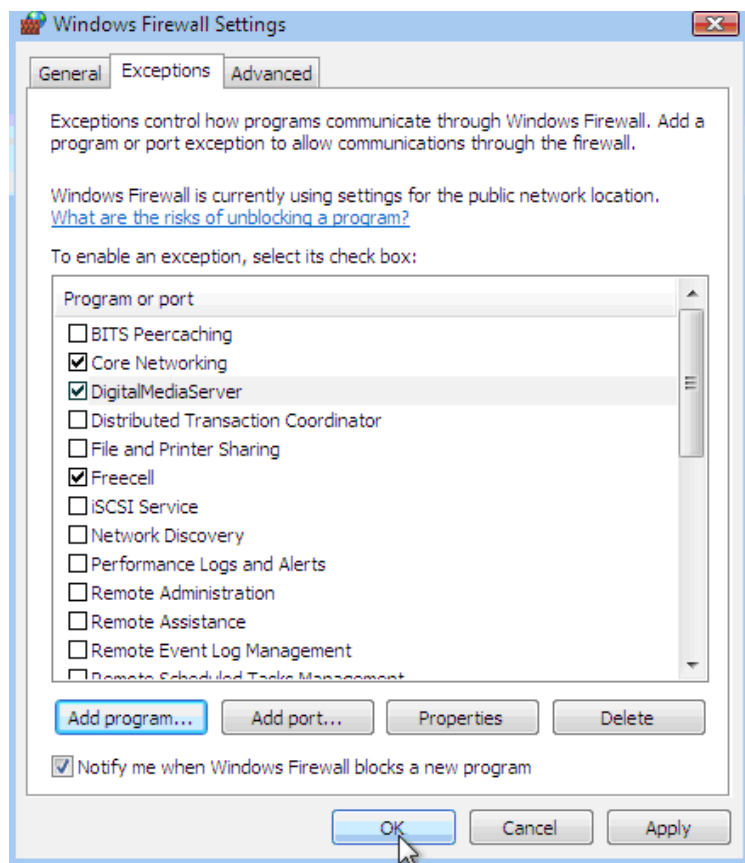 Windows Firewall Settings
General Exceptions Advanced
Exceptions control how programs communicate through Windows Firewall. Add a
program or port exception to allow communications through the firewall.
Windows Firewall is currently using settings for the public network location.
What are the risks of unblocking a program?
To enable an exception, select its check box:
Program or port
BITS Peercaching
Core Networking
DigitalMediaServer
Distributed Transaction Coordinator
File and Printer Sharing
Freecell
iSCSI Service
Network Discovery
Performance Logs and Alerts
Remote Administration
Remote Assistance
Remote Event Log Management
Remote Scheduled Tasks Management
Add program... Add port... Properties Delete
Notify me when Windows Firewall blocks a new program
OK Cancel Apply